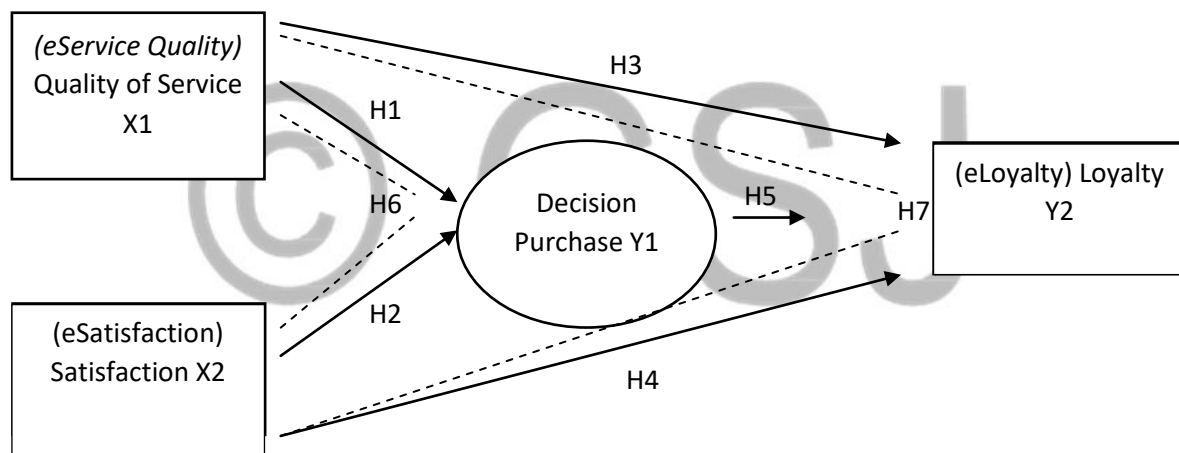 (eService Quality)
Quality of Service
X1
H3
H1
H6
Decision
Purchase Y1
H5
(eLoyalty) Loyalty
Y2
H7
H2
(eSatisfaction)
Satisfaction X2
H4
© GSJ